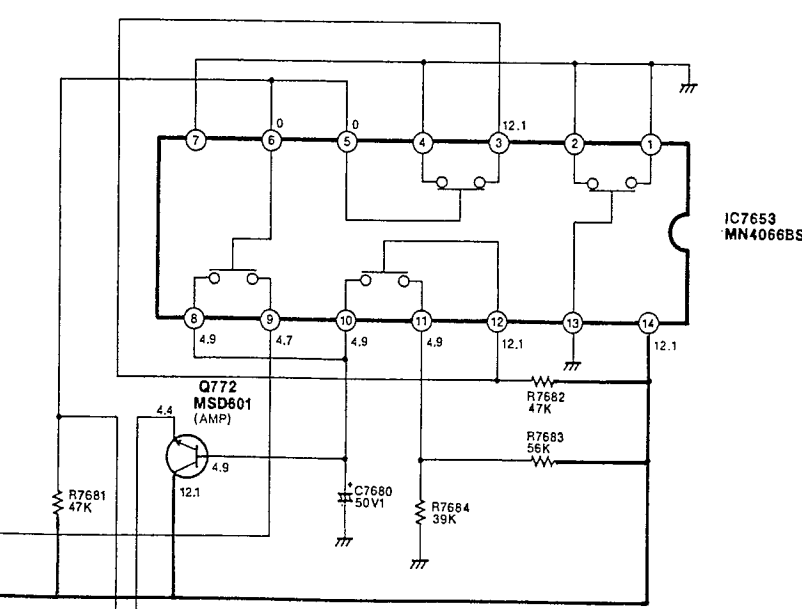 0
0
12.1
7
6
5
4
3
2
1
IC7653
MN4066BS
8
9
10
11
12
13
14
4.9
4.7
4.9
4.9
12.1
12.1
Q772
MSD601
(AMP)
4.4
4.9
12.1
R7682
47K
R7683
56K
R7681
47K
+
C7680
50V1
R7684
39K